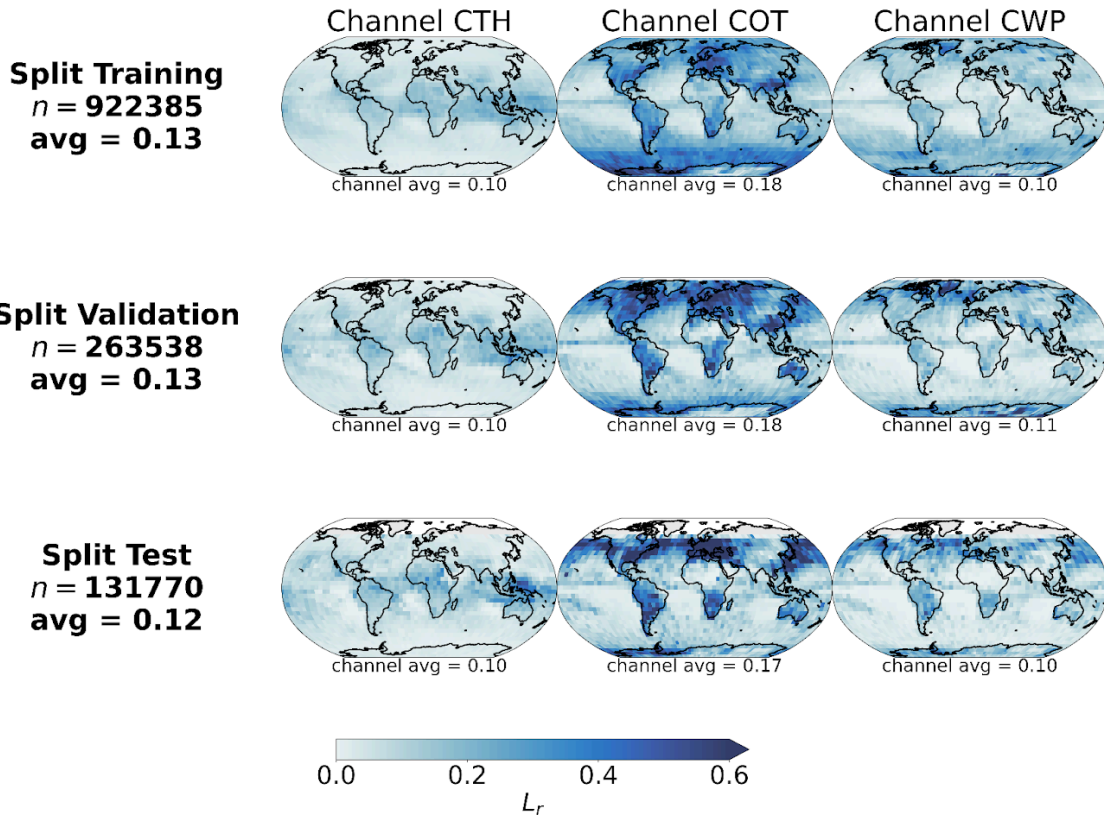 Channel CTH Channel COT Channel CWP
Split Training
n = 922385
avg = 0.13
channel avg = 0.10 channel avg = 0.18 channel avg = 0.10
Split Validation
n = 263538
avg = 0.13
channel avg = 0.10 channel avg = 0.18 channel avg = 0.11
Split Test
n = 131770
avg = 0.12
channel avg = 0.10 channel avg = 0.17 channel avg = 0.10
0.0 0.2 0.4 0.6
L_r